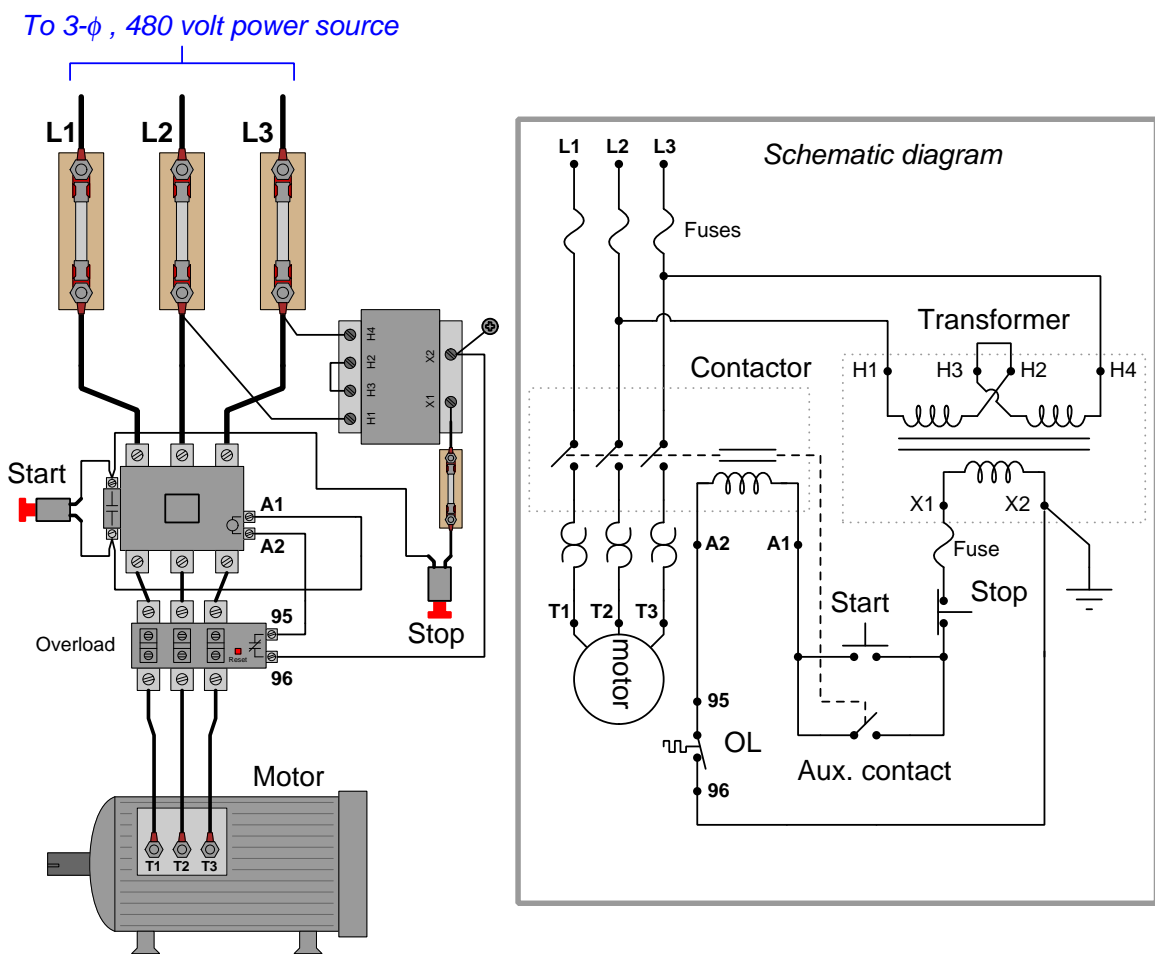 To 3-ϕ , 480 volt power source
L1 L2 L3
H4
H2
H3
H1
X2
X1
Start
A1
A2
Stop
95
Overload
Reset
96
Motor
T1 T2 T3
Schematic diagram
L1 L2 L3
Fuses
Transformer
Contactor
H1 H3 H2 H4
X1 X2
Fuse
A2 A1
Start Stop
T1 T2 T3
motor
95
OL
Aux. contact
96